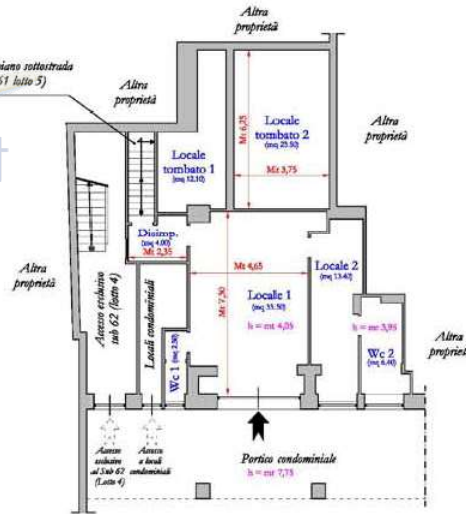 Altra
proprietà
piano sottostrada
61 lotto 5)
Altra
proprietà
Altra
proprietà
Locale
tombato 2
(mq 23.50)
Mt 6,25
Mt 3,75
Locale
tombato 1
(mq 12.10)
Disimp.
(mq 4.00)
Mt 2,35
Mt 4,65
Locale 2
(mq 13.40)
Altra
proprietà
Accesso esclusivo
sub 62 (lotto 4)
Locali condominiali
Mt 7,30
Locale 1
(mq 33.50)
h = mt 4,05
h = mt 3,95
Wc 1 (mq 2.50)
Wc 2
(mq 6.40)
Altra
proprietà
Accesso
esclusivo
al Sub 62
(Lotto 4)
Accesso
a locali
condominiali
Portico condominiale
h = mt 7,75